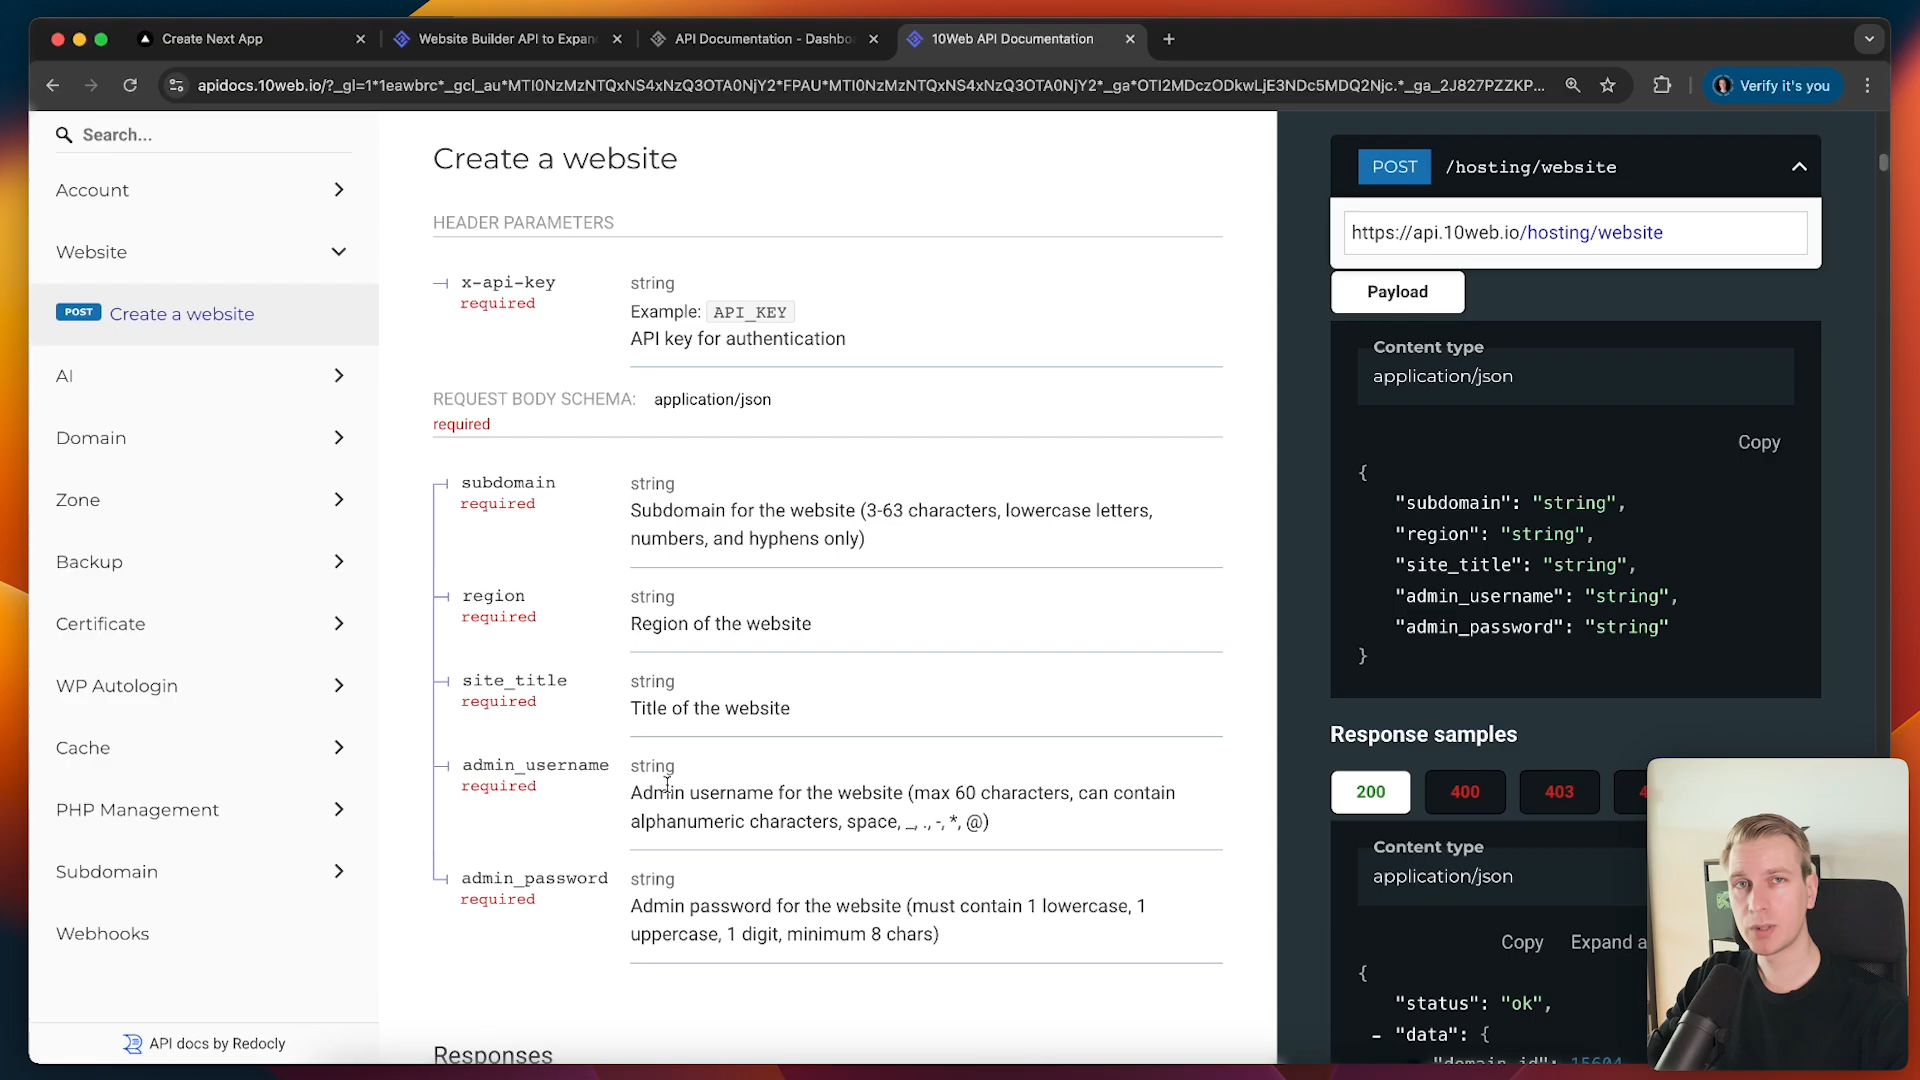 Create Next App
Website Builder API to Expan
API Documentation - Dashbo
10Web API Documentation
apidocs.10web.io/?_gl=1*1eawbrc*_gcl_au*MTI0NzMzNTQxNS4xNzQ3OTA0NjY2*FPAU*MTI0NzMzNTQxNS4xNzQ3OTA0NjY2*_ga*OTI2MDczODkwLjE3NDc5MDQ2Njc.*_ga_2J827PZZKP...
Verify it's you
Search...
Account
Website
POST Create a website
AI
Domain
Zone
Backup
Certificate
WP Autologin
Cache
PHP Management
Subdomain
Webhooks
API docs by Redocly
Create a website
HEADER PARAMETERS
x-api-key
required
string
Example: API_KEY
API key for authentication
REQUEST BODY SCHEMA: application/json
required
subdomain
required
string
Subdomain for the website (3-63 characters, lowercase letters,
numbers, and hyphens only)
region
required
string
Region of the website
site_title
required
string
Title of the website
admin_username
required
string
Admin username for the website (max 60 characters, can contain
alphanumeric characters, space, _, ., -, *, @)
admin_password
required
string
Admin password for the website (must contain 1 lowercase, 1
uppercase, 1 digit, minimum 8 chars)
Responses
POST /hosting/website
https://api.10web.io/hosting/website
Payload
Content type
application/json
Copy
{
"subdomain": "string",
"region": "string",
"site_title": "string",
"admin_username": "string",
"admin_password": "string"
}
Response samples
200 400 403 4
Content type
application/json
Copy Expand a
{
"status": "ok",
- "data": {
"domain_id": 15604